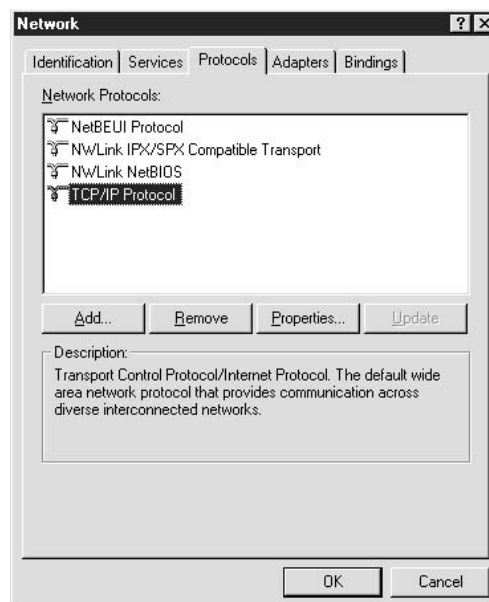 Network
Identification Services Protocols Adapters Bindings
Network Protocols:
NetBEUI Protocol
NWLink IPX/SPX Compatible Transport
NWLink NetBIOS
TCP/IP Protocol
Add... Remove Properties... Update
Description:
Transport Control Protocol/Internet Protocol. The default wide
area network protocol that provides communication across
diverse interconnected networks.
OK Cancel